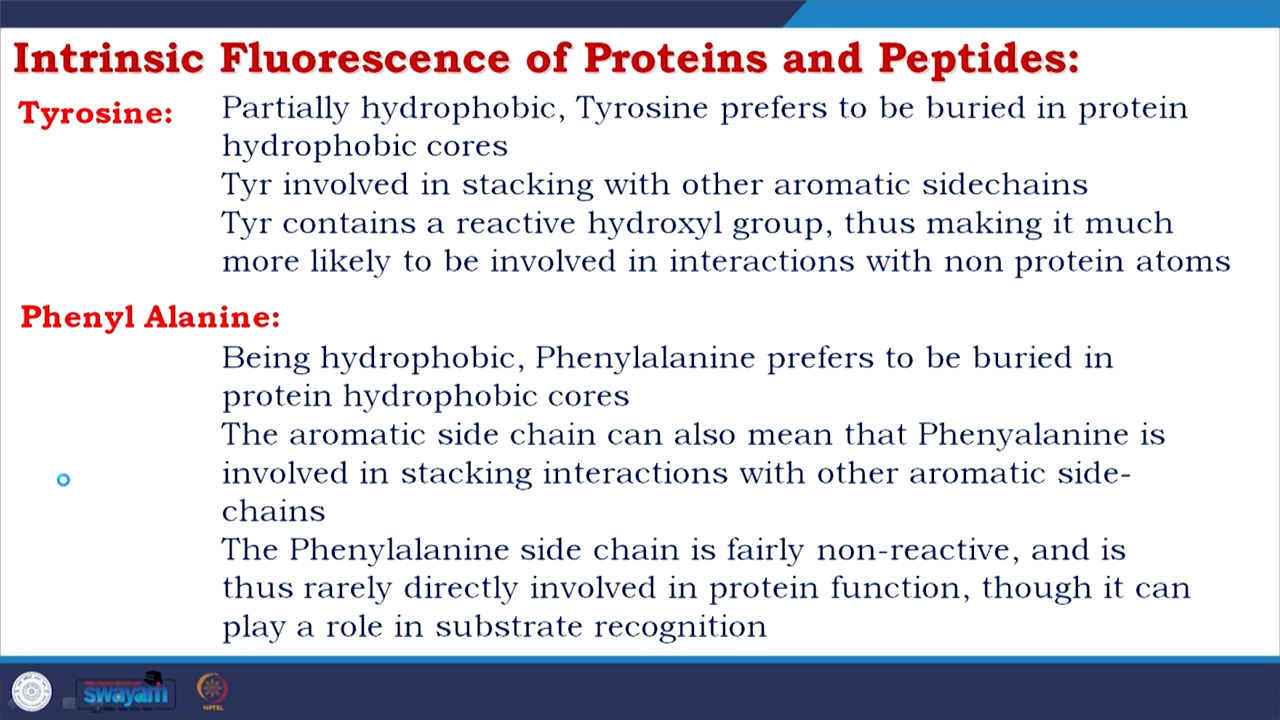 Intrinsic Fluorescence of Proteins and Peptides:
Tyrosine:
Partially hydrophobic, Tyrosine prefers to be buried in protein
hydrophobic cores
Tyr involved in stacking with other aromatic sidechains
Tyr contains a reactive hydroxyl group, thus making it much
more likely to be involved in interactions with non protein atoms
Phenyl Alanine:
Being hydrophobic, Phenylalanine prefers to be buried in
protein hydrophobic cores
The aromatic side chain can also mean that Phenyalanine is
involved in stacking interactions with other aromatic side-
chains
The Phenylalanine side chain is fairly non-reactive, and is
thus rarely directly involved in protein function, though it can
play a role in substrate recognition
swayam
NPTEL